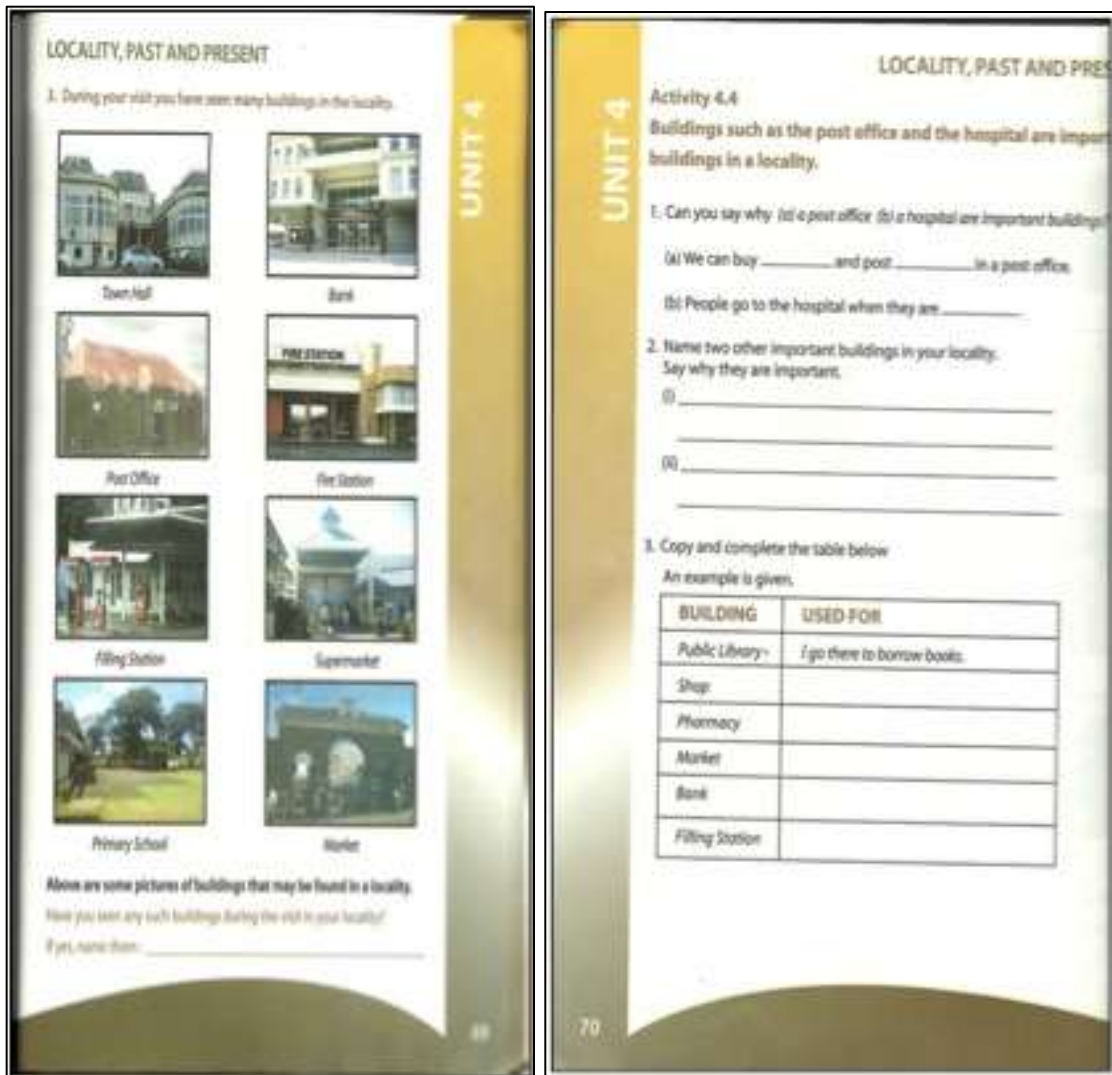 LOCALITY, PAST AND PRESENT
3. During your visit you have seen many buildings in the locality.
UNIT 4
Town Hall
Bank
Post Office
FIRE STATION
Fire Station
Filling Station
Supermarket
Primary School
Market
Above are some pictures of buildings that may be found in a locality.
Have you seen any such buildings during the visit in your locality?
If yes, name them:
LOCALITY, PAST AND PRES
UNIT 4
Activity 4.4
Buildings such as the post office and the hospital are impor
buildings in a locality.
1. Can you say why (a) a post office (b) a hospital are important building
(a) We can buy ________ and post ________ in a post office.
(b) People go to the hospital when they are ________
2. Name two other important buildings in your locality.
Say why they are important.
(i)
(ii)
3. Copy and complete the table below
An example is given.
BUILDING USED FOR
Public Library - I go there to borrow books.
Shop
Pharmacy
Market
Bank
Filling Station
70